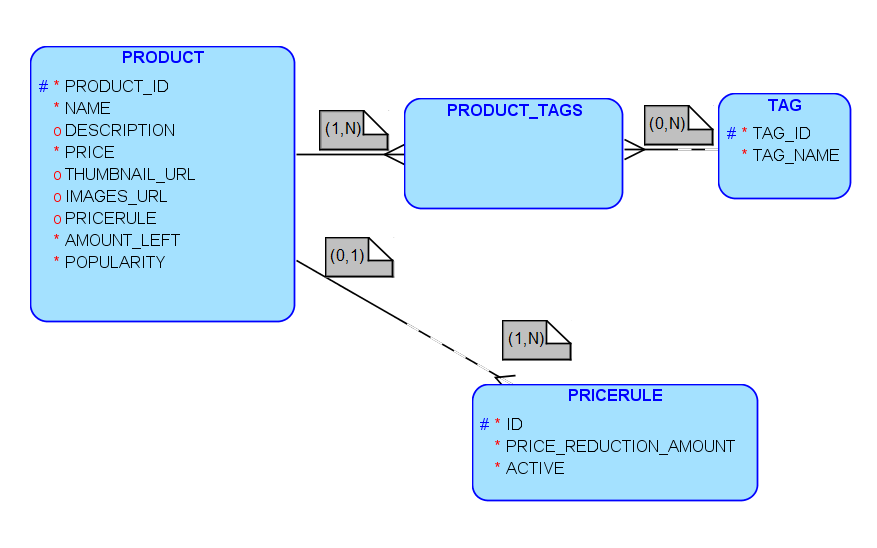 PRODUCT
# * PRODUCT_ID
* NAME
o DESCRIPTION
* PRICE
o THUMBNAIL_URL
o IMAGES_URL
o PRICERULE
* AMOUNT_LEFT
* POPULARITY
(1,N)
PRODUCT_TAGS
(0,N)
TAG
# * TAG_ID
* TAG_NAME
(0,1)
(1,N)
PRICERULE
# * ID
* PRICE_REDUCTION_AMOUNT
* ACTIVE